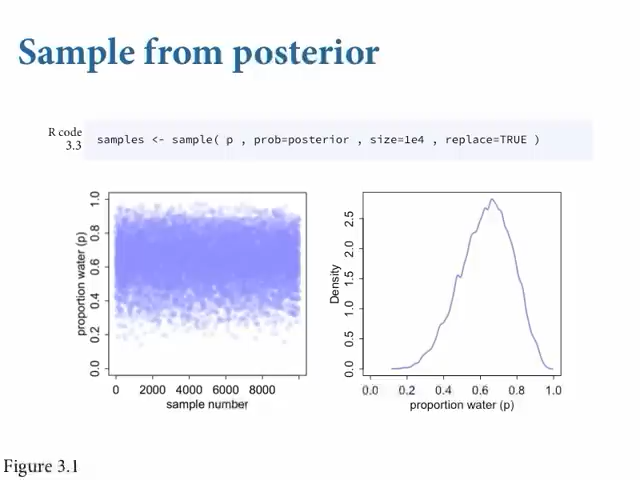 Sample from posterior
R code
3.3
samples <- sample( p , prob=posterior , size=1e4 , replace=TRUE )
proportion water (p)
1.0
0.8
0.6
0.4
0.2
0.0
0 2000 4000 6000 8000
sample number
Density
2.5
2.0
1.5
1.0
0.5
0.0
0.0 0.2 0.4 0.6 0.8 1.0
proportion water (p)
Figure 3.1